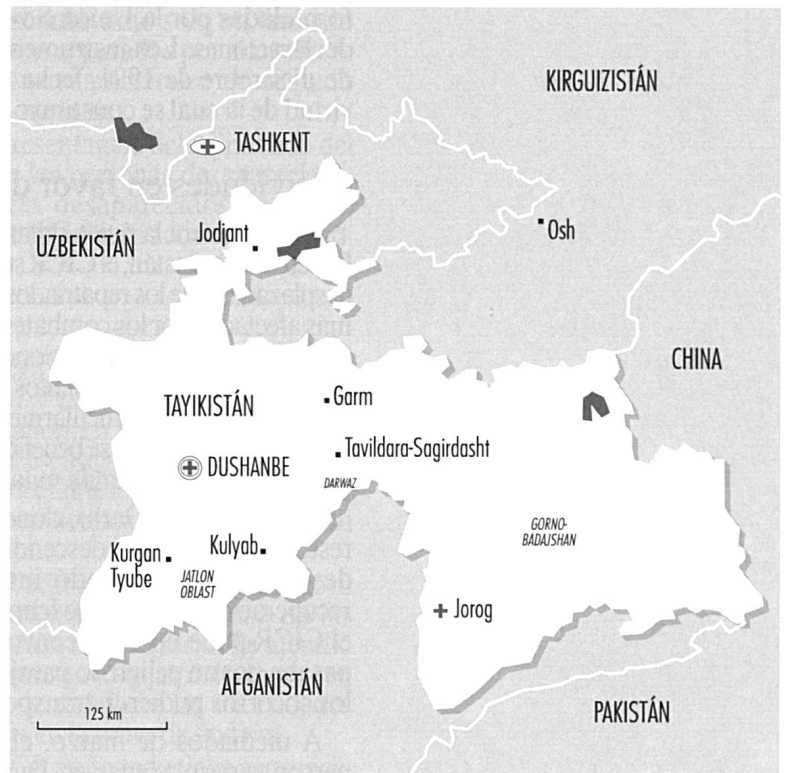 KIRGUIZISTÁN
TASHKENT
Jodjant
Osh
UZBEKISTÁN
CHINA
TAYIKISTÁN
Garm
Tavildara-Sagirdasht
DUSHANBE
DARWAZ
GORNO-
BADAJSHAN
Kurgan
Tyube
Kulyab
JATLON
OBLAST
Jorog
AFGANISTÁN
PAKISTÁN
125 km